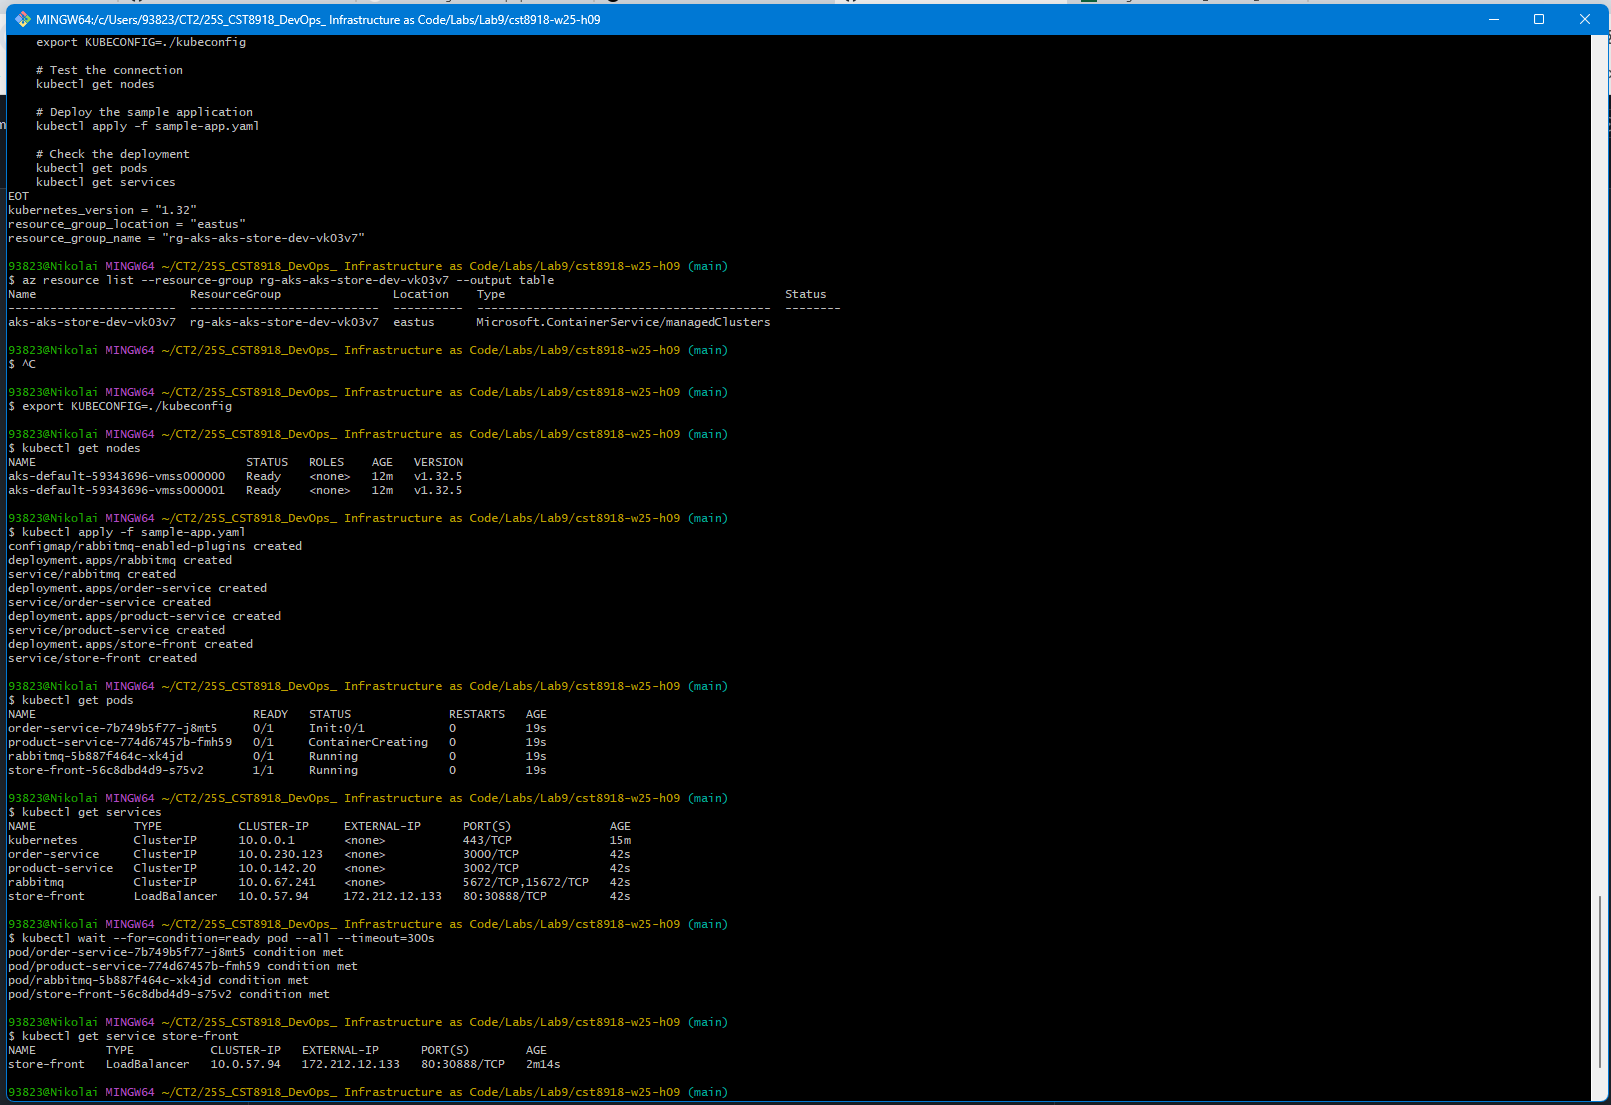 MINGW64:/c/Users/93823/CT2/25S_CST8918_DevOps_ Infrastructure as Code/Labs/Lab9/cst8918-w25-h09
    export KUBECONFIG=./kubeconfig

    # Test the connection
    kubectl get nodes

    # Deploy the sample application
    kubectl apply -f sample-app.yaml

    # Check the deployment
    kubectl get pods
    kubectl get services
EOT
kubernetes_version = "1.32"
resource_group_location = "eastus"
resource_group_name = "rg-aks-aks-store-dev-vk03v7"

93823@Nikolai MINGW64 ~/CT2/25S_CST8918_DevOps_ Infrastructure as Code/Labs/Lab9/cst8918-w25-h09 (main)
$ az resource list --resource-group rg-aks-aks-store-dev-vk03v7 --output table
Name                      ResourceGroup                Location    Type                                        Status
------------------------  ---------------------------  ----------  ------------------------------------------  --------
aks-aks-store-dev-vk03v7  rg-aks-aks-store-dev-vk03v7  eastus      Microsoft.ContainerService/managedClusters

93823@Nikolai MINGW64 ~/CT2/25S_CST8918_DevOps_ Infrastructure as Code/Labs/Lab9/cst8918-w25-h09 (main)
$ ^C

93823@Nikolai MINGW64 ~/CT2/25S_CST8918_DevOps_ Infrastructure as Code/Labs/Lab9/cst8918-w25-h09 (main)
$ export KUBECONFIG=./kubeconfig

93823@Nikolai MINGW64 ~/CT2/25S_CST8918_DevOps_ Infrastructure as Code/Labs/Lab9/cst8918-w25-h09 (main)
$ kubectl get nodes
NAME                              STATUS   ROLES    AGE   VERSION
aks-default-59343696-vmss000000   Ready    <none>   12m   v1.32.5
aks-default-59343696-vmss000001   Ready    <none>   12m   v1.32.5

93823@Nikolai MINGW64 ~/CT2/25S_CST8918_DevOps_ Infrastructure as Code/Labs/Lab9/cst8918-w25-h09 (main)
$ kubectl apply -f sample-app.yaml
configmap/rabbitmq-enabled-plugins created
deployment.apps/rabbitmq created
service/rabbitmq created
deployment.apps/order-service created
service/order-service created
deployment.apps/product-service created
service/product-service created
deployment.apps/store-front created
service/store-front created

93823@Nikolai MINGW64 ~/CT2/25S_CST8918_DevOps_ Infrastructure as Code/Labs/Lab9/cst8918-w25-h09 (main)
$ kubectl get pods
NAME                               READY   STATUS              RESTARTS   AGE
order-service-7b749b5f77-j8mt5     0/1     Init:0/1            0          19s
product-service-774d67457b-fmh59   0/1     ContainerCreating   0          19s
rabbitmq-5b887f464c-xk4jd          0/1     Running             0          19s
store-front-56c8dbd4d9-s75v2       1/1     Running             0          19s

93823@Nikolai MINGW64 ~/CT2/25S_CST8918_DevOps_ Infrastructure as Code/Labs/Lab9/cst8918-w25-h09 (main)
$ kubectl get services
NAME              TYPE           CLUSTER-IP     EXTERNAL-IP      PORT(S)              AGE
kubernetes        ClusterIP      10.0.0.1       <none>           443/TCP              15m
order-service     ClusterIP      10.0.230.123   <none>           3000/TCP             42s
product-service   ClusterIP      10.0.142.20    <none>           3002/TCP             42s
rabbitmq          ClusterIP      10.0.67.241    <none>           5672/TCP,15672/TCP   42s
store-front       LoadBalancer   10.0.57.94     172.212.12.133   80:30888/TCP         42s

93823@Nikolai MINGW64 ~/CT2/25S_CST8918_DevOps_ Infrastructure as Code/Labs/Lab9/cst8918-w25-h09 (main)
$ kubectl wait --for=condition=ready pod --all --timeout=300s
pod/order-service-7b749b5f77-j8mt5 condition met
pod/product-service-774d67457b-fmh59 condition met
pod/rabbitmq-5b887f464c-xk4jd condition met
pod/store-front-56c8dbd4d9-s75v2 condition met

93823@Nikolai MINGW64 ~/CT2/25S_CST8918_DevOps_ Infrastructure as Code/Labs/Lab9/cst8918-w25-h09 (main)
$ kubectl get service store-front
NAME          TYPE           CLUSTER-IP   EXTERNAL-IP      PORT(S)        AGE
store-front   LoadBalancer   10.0.57.94   172.212.12.133   80:30888/TCP   2m14s

93823@Nikolai MINGW64 ~/CT2/25S_CST8918_DevOps_ Infrastructure as Code/Labs/Lab9/cst8918-w25-h09 (main)